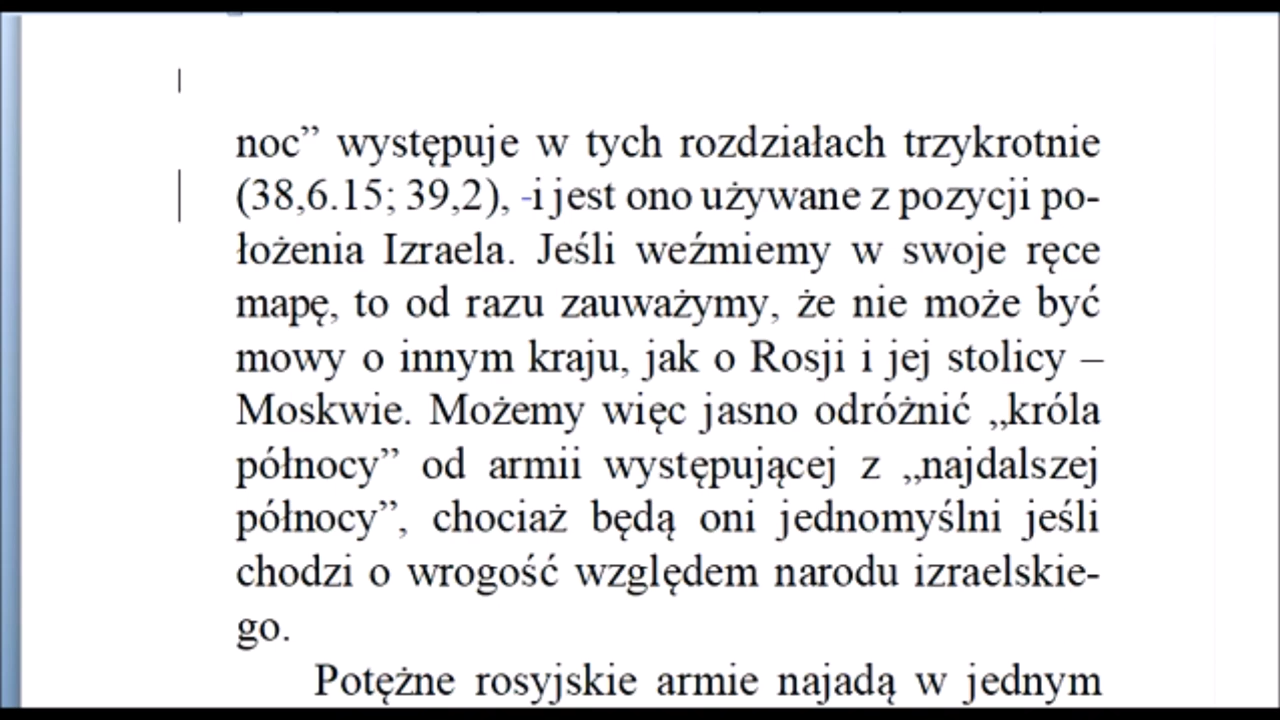 noc” występuje w tych rozdziałach trzykrotnie
(38,6.15; 39,2), -i jest ono używane z pozycji po-
łożenia Izraela. Jeśli weźmiemy w swoje ręce
mapę, to od razu zauważymy, że nie może być
mowy o innym kraju, jak o Rosji i jej stolicy –
Moskwie. Możemy więc jasno odróżnić „króla
północy” od armii występującej z „najdalszej
północy”, chociaż będą oni jednomyślni jeśli
chodzi o wrogość względem narodu izraelskie-
go.
Potężne rosyjskie armie najadą w jednym